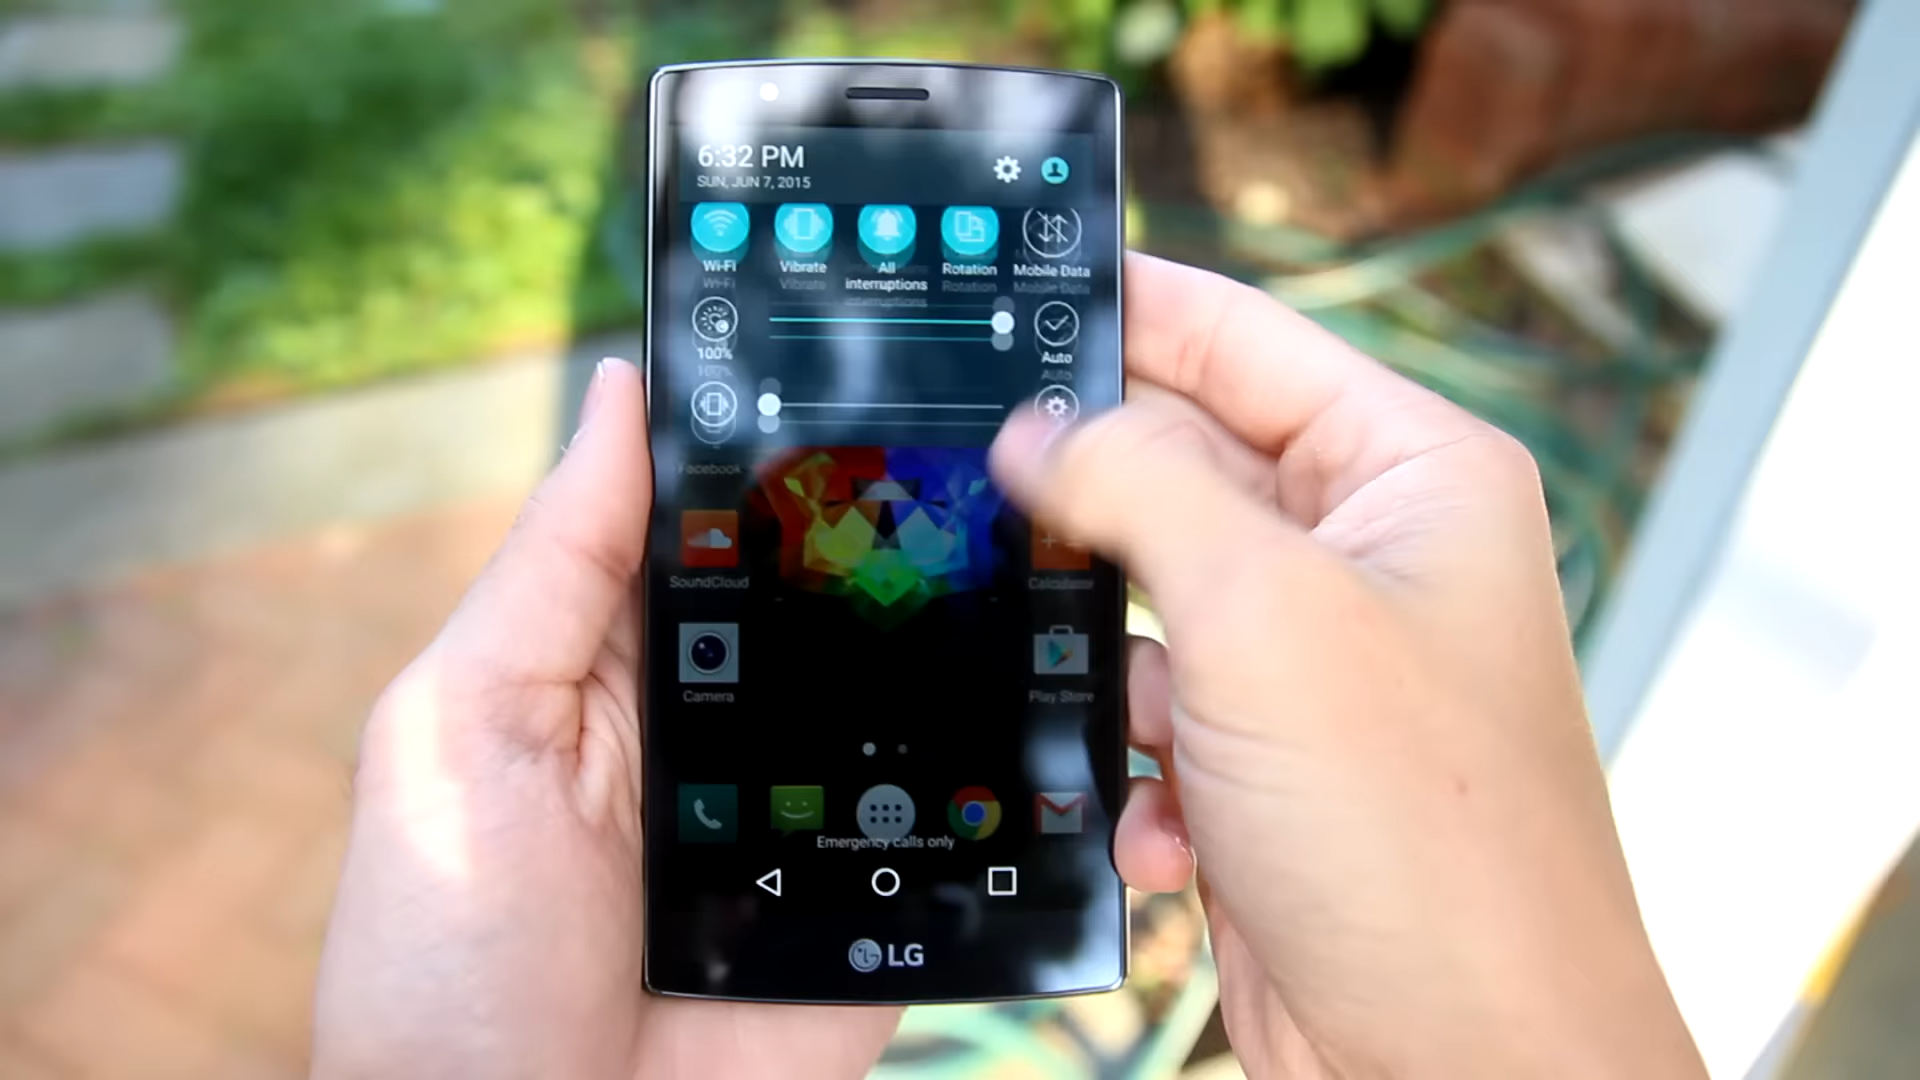 6:32 PM
SUN, JUN 7, 2015
Wi-Fi
Vibrate
All interruptions
Rotation
Mobile Data
100%
Auto
Facebook
SoundCloud
Calculator
Camera
Play Store
Emergency calls only
LG